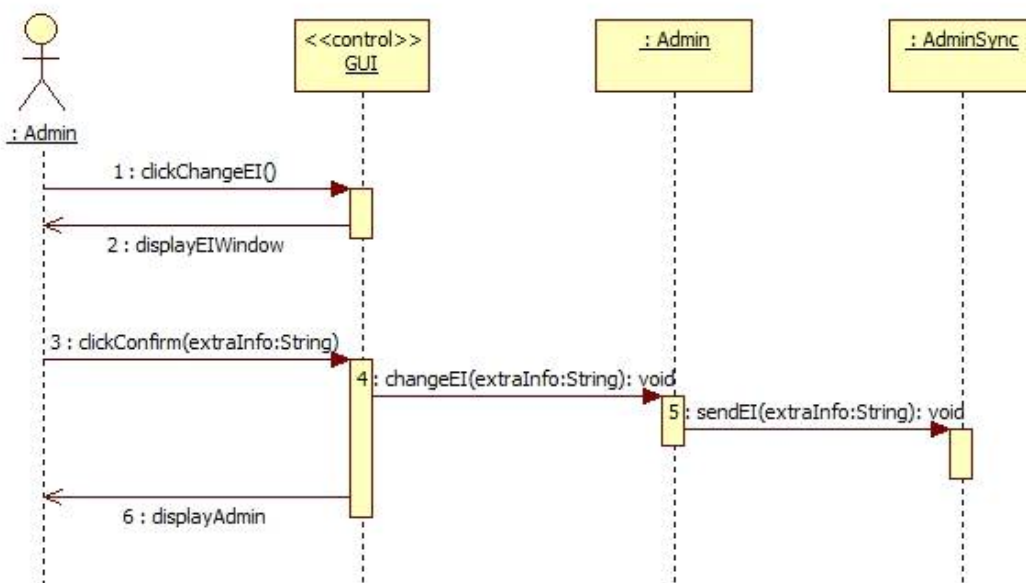 <<control>>
GUI
: Admin
: AdminSync
: Admin
1 : clickChangeEI()
2 : displayEIWindow
3 : clickConfirm(extraInfo:String)
4 : changeEI(extraInfo:String): void
5 : sendEI(extraInfo:String): void
6 : displayAdmin